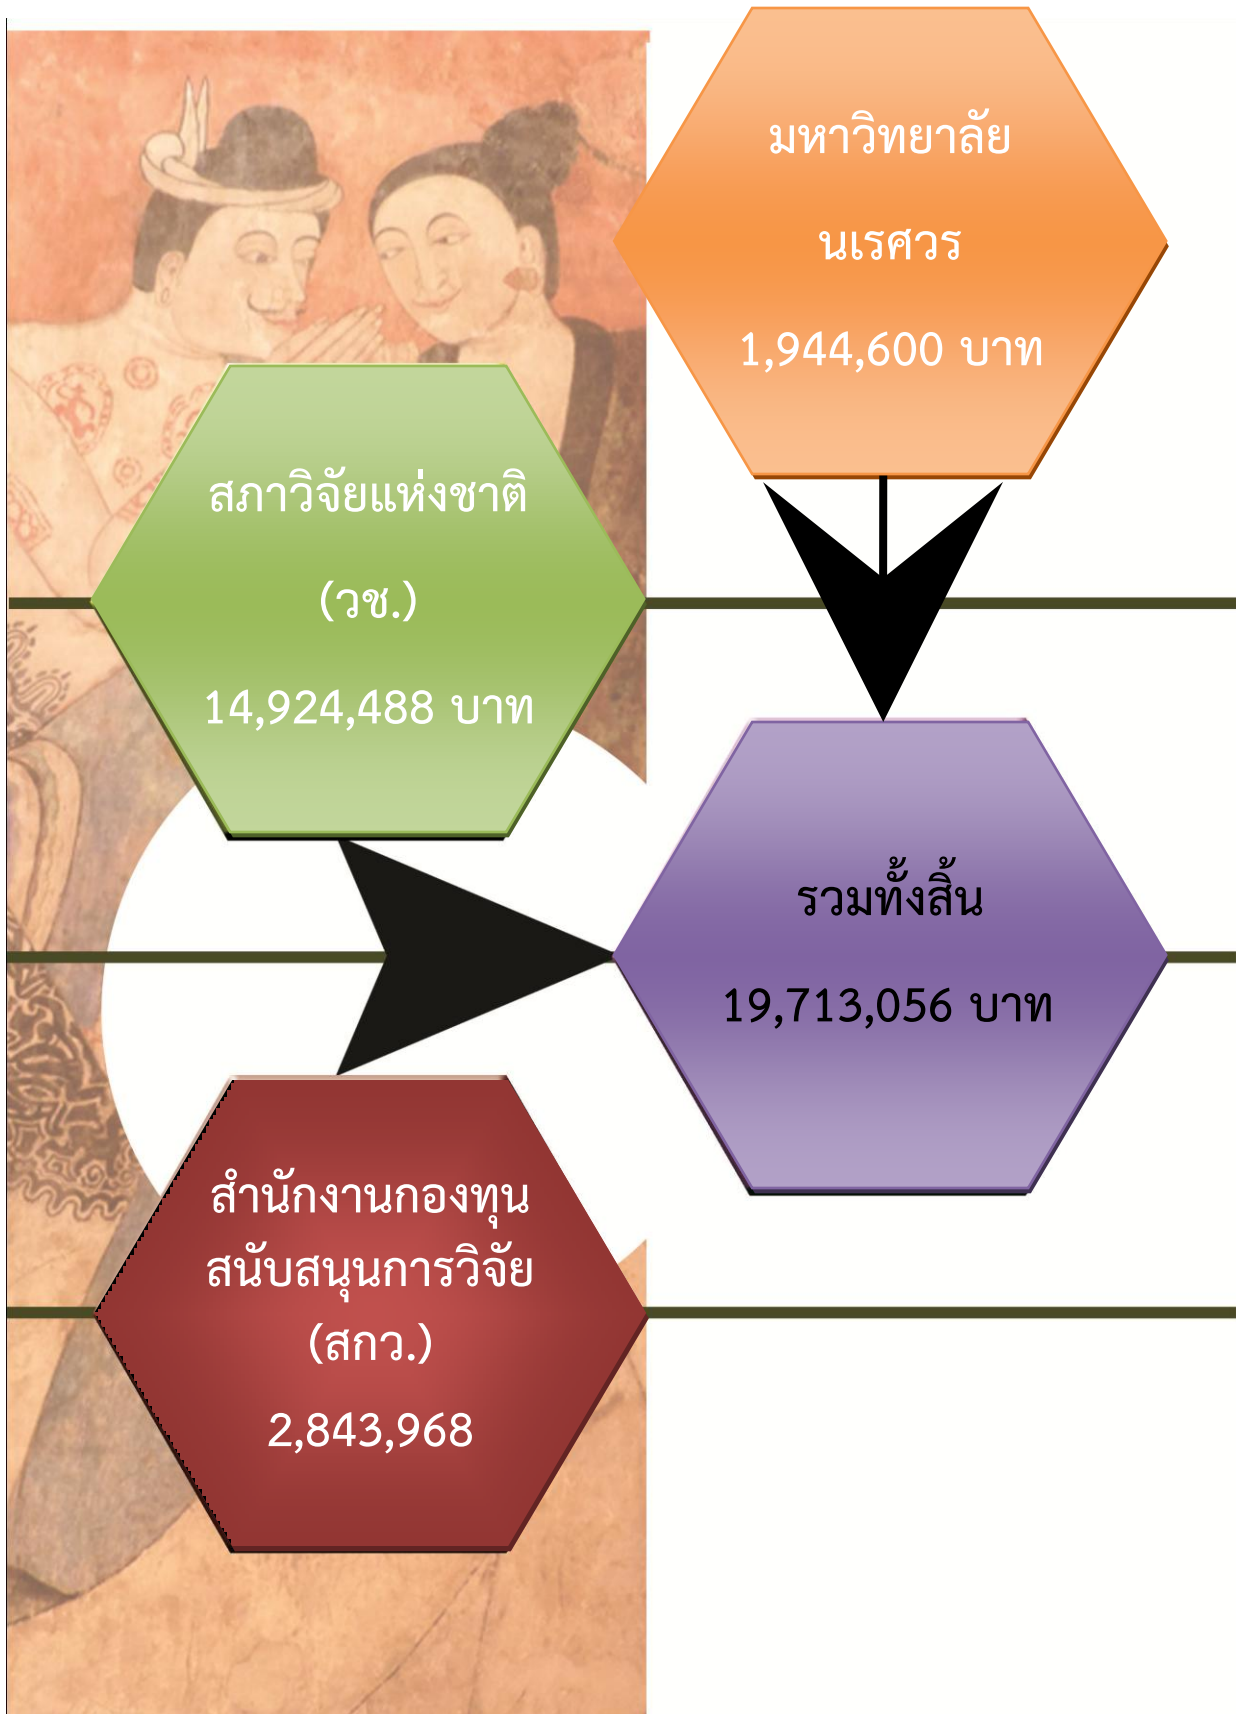 มหาวิทยาลัย
นเรศวร
1,944,600 บาท
สภาวิจัยแห่งชาติ
(วช.)
14,924,488 บาท
รวมทั้งสิ้น
19,713,056 บาท
สำนักงานกองทุน
สนับสนุนการวิจัย
(สกว.)
2,843,968